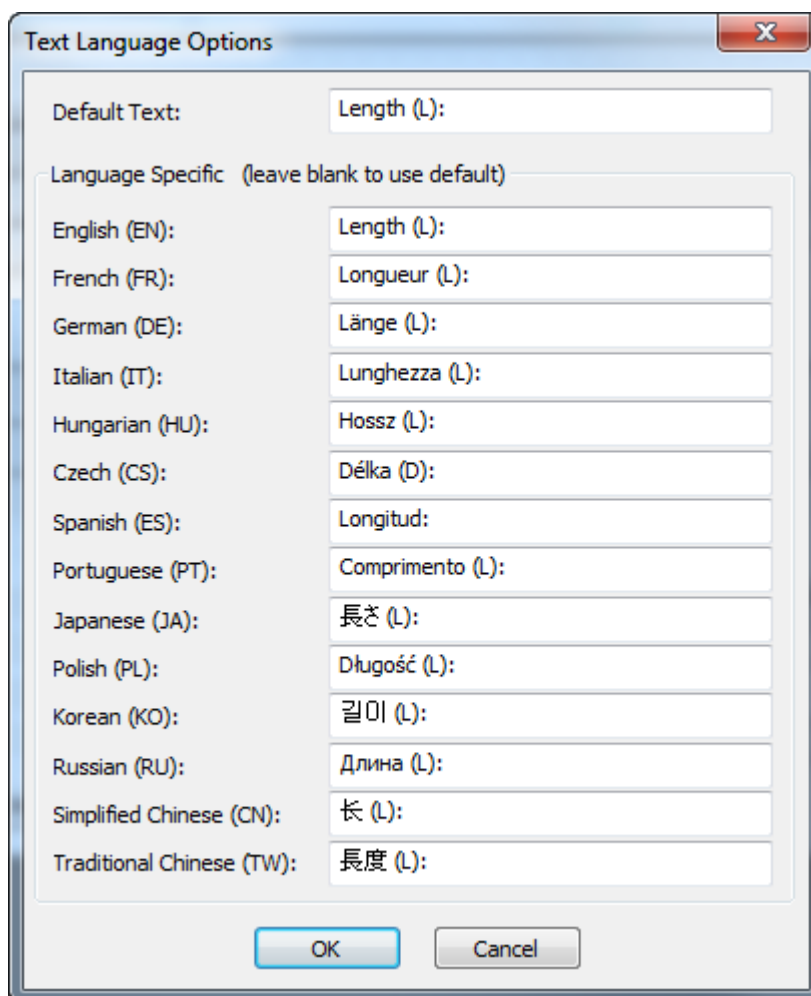 Text Language Options
Default Text: Length (L):
Language Specific (leave blank to use default)
English (EN): Length (L):
French (FR): Longueur (L):
German (DE): Länge (L):
Italian (IT): Lunghezza (L):
Hungarian (HU): Hossz (L):
Czech (CS): Délka (D):
Spanish (ES): Longitud:
Portuguese (PT): Comprimento (L):
Japanese (JA): 長さ (L):
Polish (PL): Długość (L):
Korean (KO): 길이 (L):
Russian (RU): Длина (L):
Simplified Chinese (CN): 长 (L):
Traditional Chinese (TW): 長度 (L):
OK Cancel